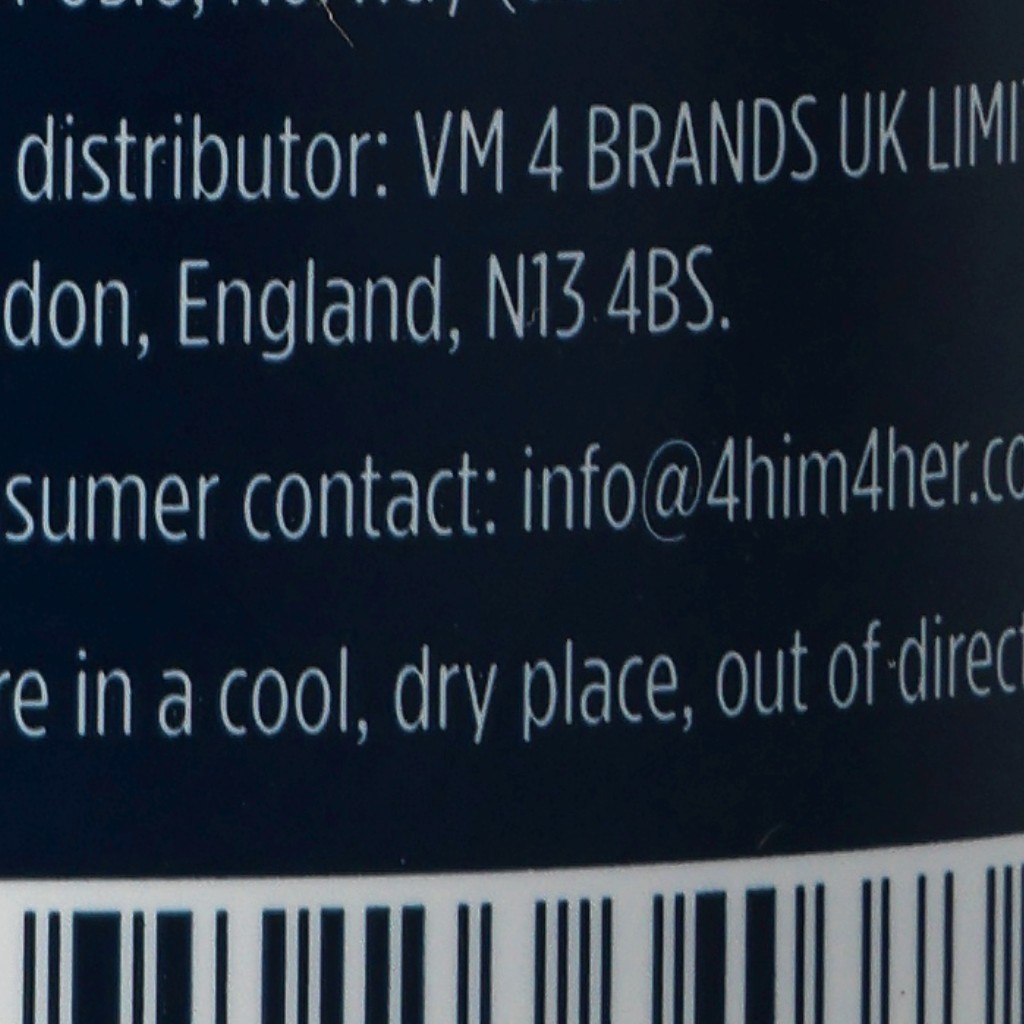 distributor: VM 4 BRANDS UK LIMI
don, England, N13 4BS.
sumer contact: info@4him4her.co
re in a cool, dry place, out of direct